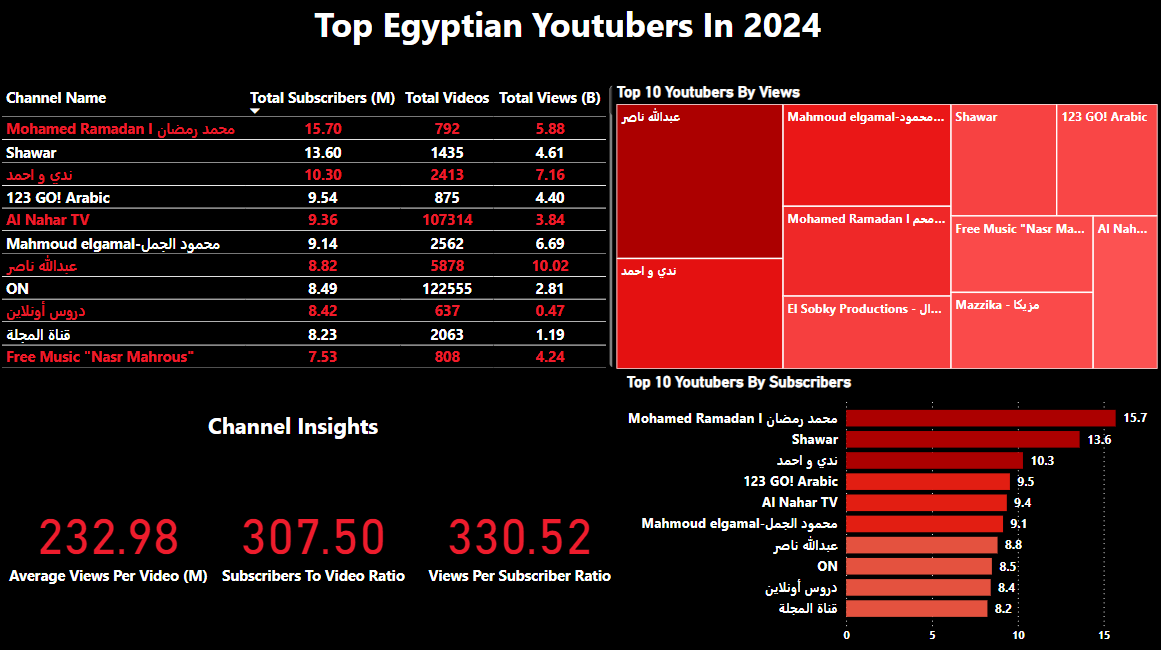 Top Egyptian Youtubers In 2024
Channel Name Total Subscribers (M) Total Videos Total Views (B)
Mohamed Ramadan I محمد رمضان 15.70 792 5.88
Shawar 13.60 1435 4.61
ندي و احمد 10.30 2413 7.16
123 GO! Arabic 9.54 875 4.40
Al Nahar TV 9.36 107314 3.84
Mahmoud elgamal-محمود الجمل 9.14 2562 6.69
عبدالله ناصر 8.82 5878 10.02
ON 8.49 122555 2.81
دروس أونلاين 8.42 637 0.47
قناة المجلة 8.23 2063 1.19
Free Music "Nasr Mahrous" 7.53 808 4.24
Top 10 Youtubers By Views
عبدالله ناصر
ندي و احمد
Mahmoud elgamal-محمود...
Mohamed Ramadan I محم...
El Sobky Productions - ال...
Shawar
123 GO! Arabic
Free Music "Nasr Ma...
Mazzika - مزيكا
Al Nah...
Channel Insights
232.98 307.50 330.52
Average Views Per Video (M) Subscribers To Video Ratio Views Per Subscriber Ratio
Top 10 Youtubers By Subscribers
Mohamed Ramadan I محمد رمضان 15.7
Shawar 13.6
ندي و احمد 10.3
123 GO! Arabic 9.5
Al Nahar TV 9.4
Mahmoud elgamal-محمود الجمل 9.1
عبدالله ناصر 8.8
ON 8.5
دروس أونلاين 8.4
قناة المجلة 8.2
0 5 10 15